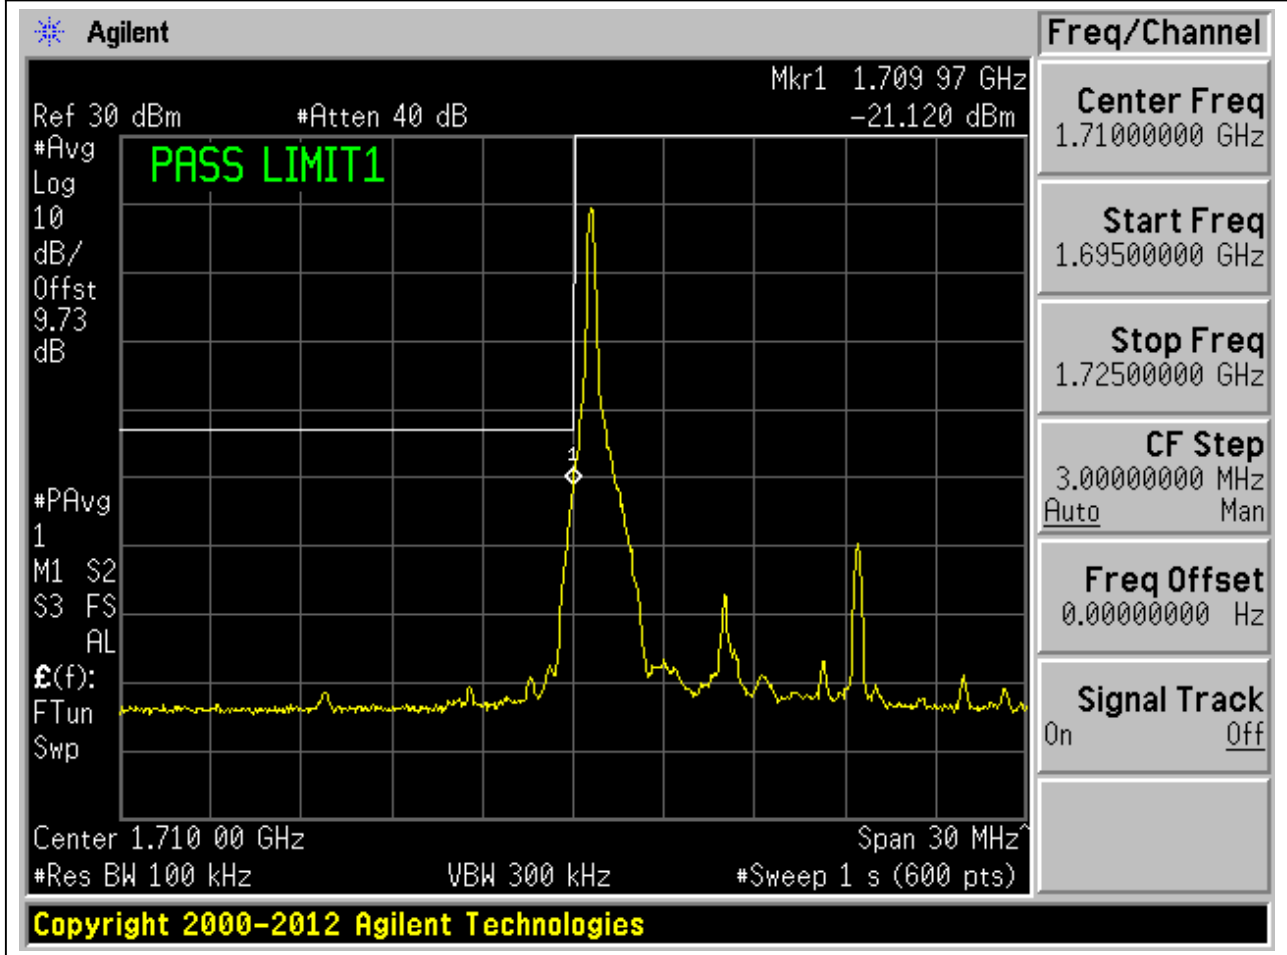 Agilent
Freq/Channel
Mkr1 1.709 97 GHz
Ref 30 dBm #Atten 40 dB -21.120 dBm
#Avg
Log
10
dB/
Offst
9.73
dB
PASS LIMIT1
1
#PAvg
1
M1 S2
S3 FS
AL
£(f):
FTun
Swp
Center 1.710 00 GHz Span 30 MHz^
#Res BW 100 kHz VBW 300 kHz #Sweep 1 s (600 pts)
Copyright 2000-2012 Agilent Technologies
Center Freq
1.71000000 GHz
Start Freq
1.69500000 GHz
Stop Freq
1.72500000 GHz
CF Step
3.00000000 MHz
Auto Man
Freq Offset
0.00000000 Hz
Signal Track
On Off